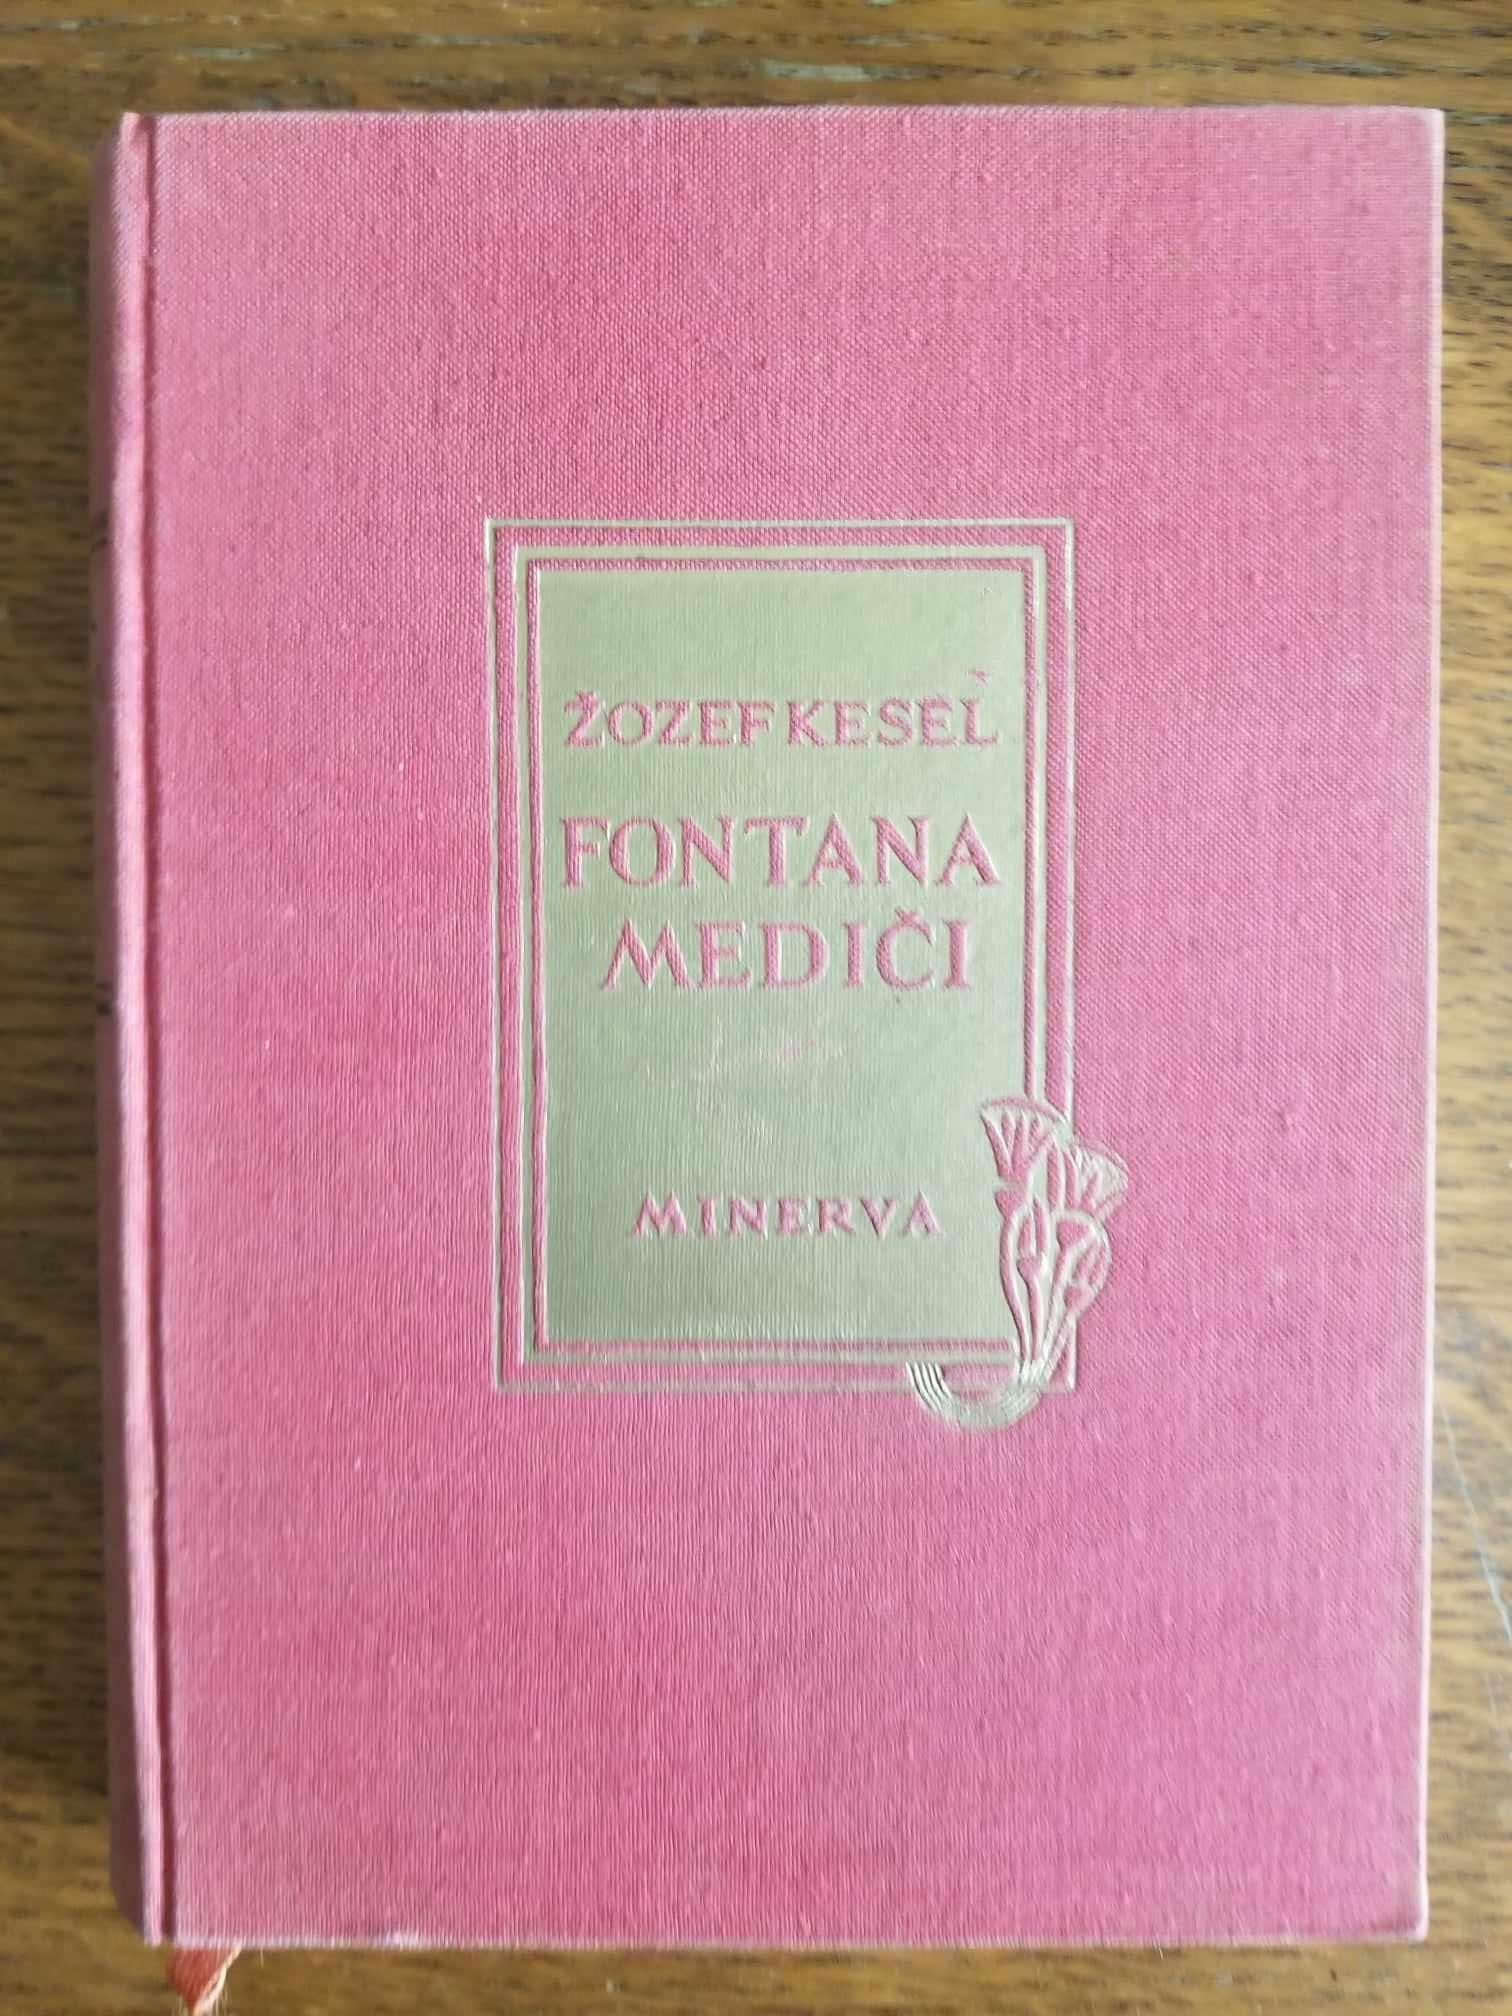 ŽOZEF KESEL
FONTANA
MEDIČI
MINERVA